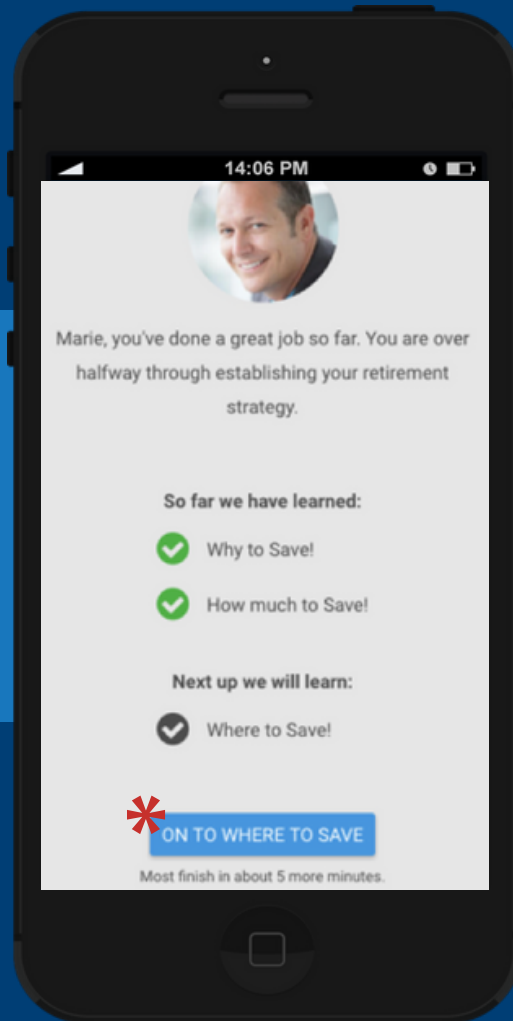 14:06 PM
Marie, you've done a great job so far. You are over
halfway through establishing your retirement
strategy.
So far we have learned:
Why to Save!
How much to Save!
Next up we will learn:
Where to Save!
* ON TO WHERE TO SAVE
Most finish in about 5 more minutes.